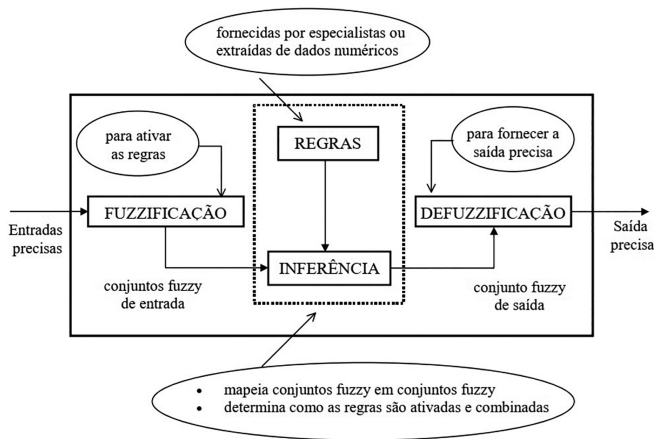 fornecidas por especialistas ou
extraídas de dados numéricos
para ativar
as regras
REGRAS
para fornecer a
saída precisa
Entradas
precisas
FUZZIFICAÇÃO
DEFUZZIFICAÇÃO
Saída
precisa
INFERÊNCIA
conjuntos fuzzy
de entrada
conjunto fuzzy
de saída
• mapeia conjuntos fuzzy em conjuntos fuzzy
• determina como as regras são ativadas e combinadas